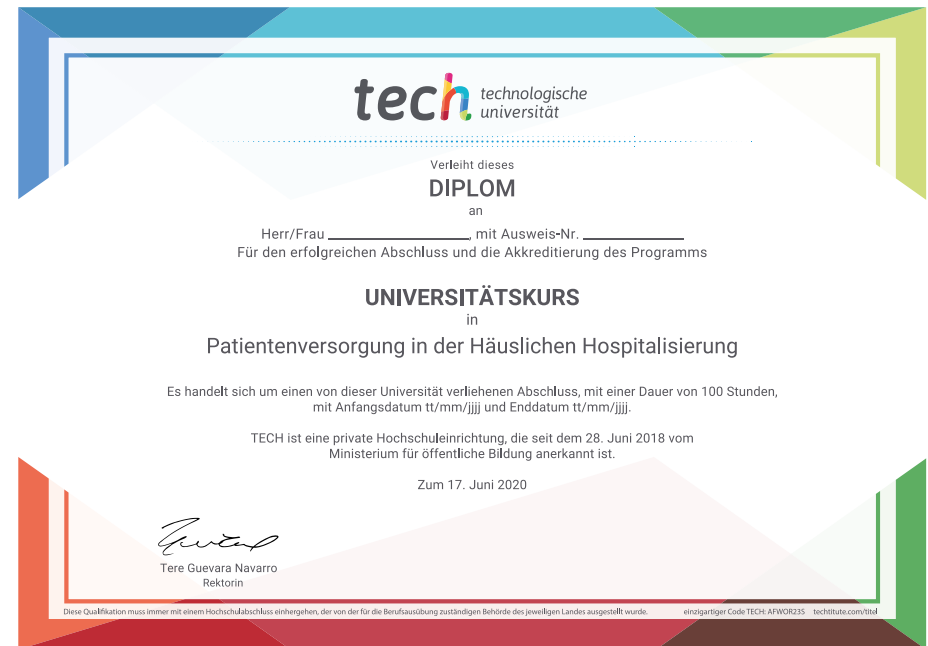 tech technologische
universität
Verleiht dieses
DIPLOM
an
Herr/Frau ____________________, mit Ausweis-Nr. ______________
Für den erfolgreichen Abschluss und die Akkreditierung des Programms
UNIVERSITÄTSKURS
in
Patientenversorgung in der Häuslichen Hospitalisierung
Es handelt sich um einen von dieser Universität verliehenen Abschluss, mit einer Dauer von 100 Stunden,
mit Anfangsdatum tt/mm/jjjj und Enddatum tt/mm/jjjj.
TECH ist eine private Hochschuleinrichtung, die seit dem 28. Juni 2018 vom
Ministerium für öffentliche Bildung anerkannt ist.
Zum 17. Juni 2020
Tere Guevara Navarro
Rektorin
Diese Qualifikation muss immer mit einem Hochschulabschluss einhergehen, der von der für die Berufsausübung zuständigen Behörde des jeweiligen Landes ausgestellt wurde. einzigartiger Code TECH: AFWOR23S techtitute.com/titel